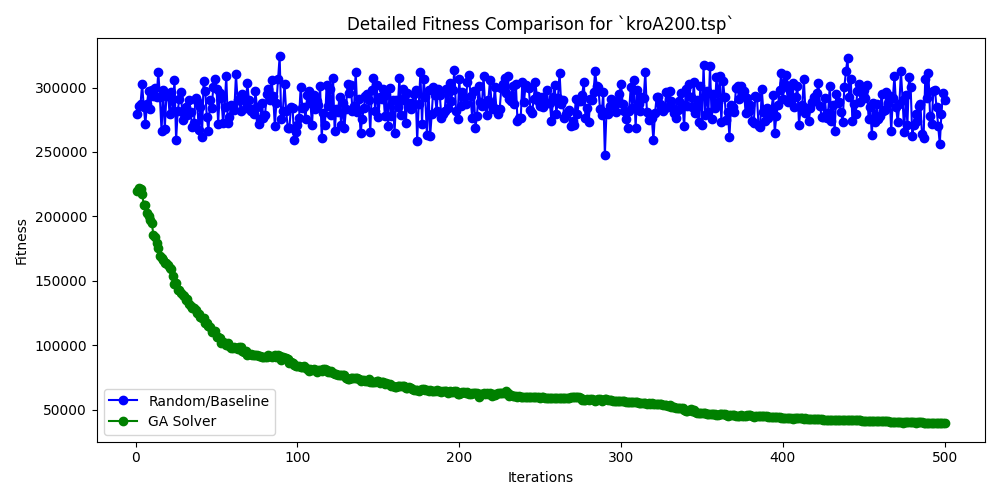 Detailed Fitness Comparison for `kroA200.tsp`
300000
250000
200000
150000
100000
50000
Fitness
Random/Baseline
GA Solver
0 100 200 300 400 500
Iterations